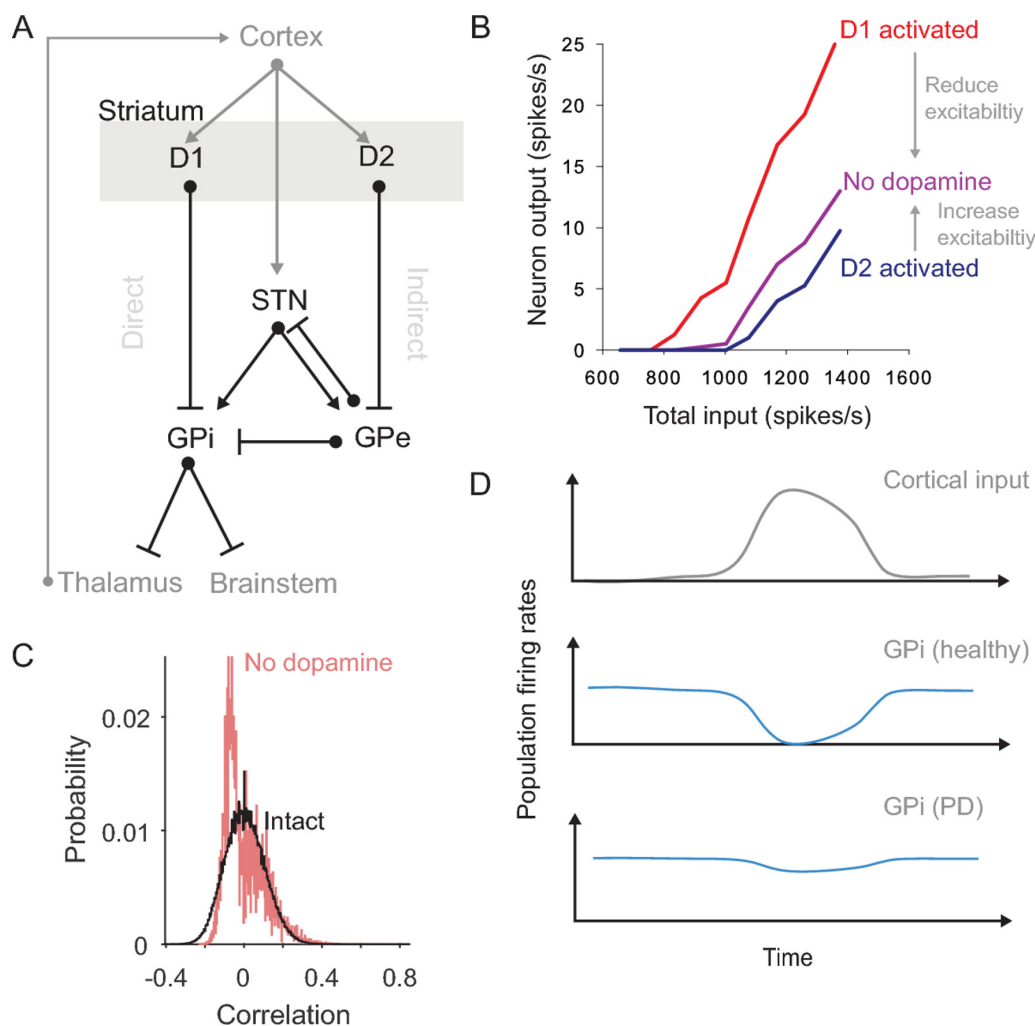 A
Cortex
Striatum
D1
D2
Direct
Indirect
STN
GPi
GPe
Thalamus
Brainstem
B
Neuron output (spikes/s)
25
20
15
10
5
0
600
800
1000
1200
1400
1600
Total input (spikes/s)
D1 activated
Reduce
excitabiltiy
No dopamine
Increase
excitabiltiy
D2 activated
C
No dopamine
Intact
Probability
0.02
0.01
0
-0.4
0
0.4
0.8
Correlation
D
Population firing rates
Cortical input
GPi (healthy)
GPi (PD)
Time